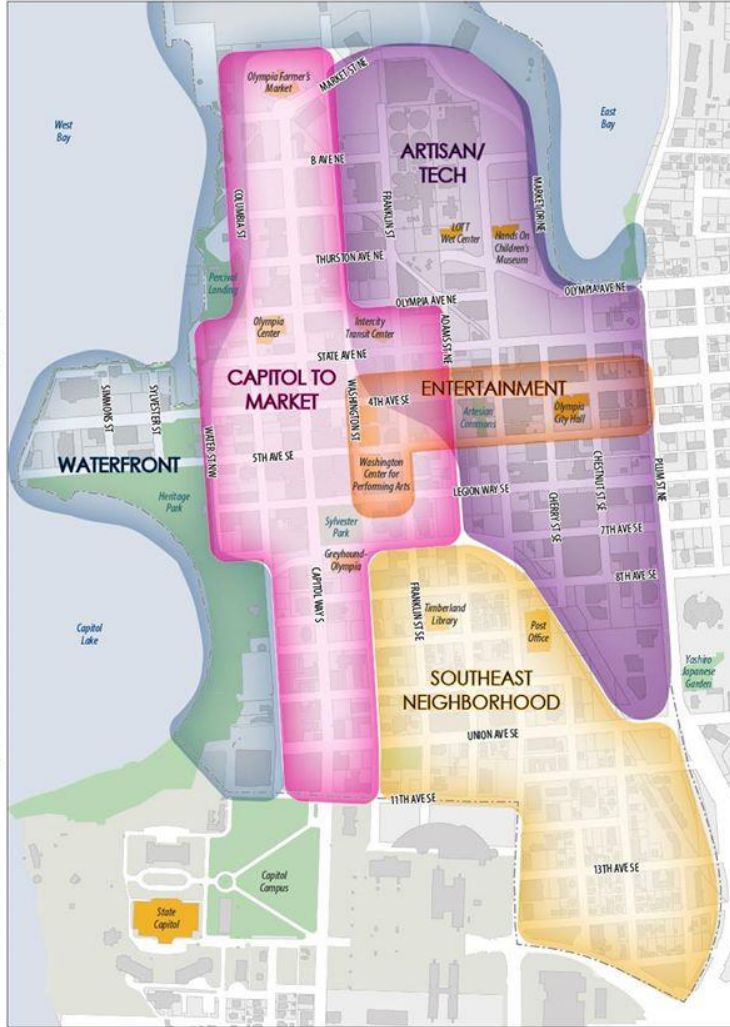 Olympia Farmer's
Market
MARKET ST NE
West
Bay
East
Bay
ARTISAN/
TECH
B AVE NE
COLUMBIA ST
FRANKLIN ST
MARKET DR NE
LOFT
Wet Center
Hands On
Children's
Museum
THURSTON AVE NE
Percival
Landing
OLYMPIA AVE NE
OLYMPIA AVE NE
Olympia
Center
Intercity
Transit Center
ADAMS ST NE
STATE AVE NE
CAPITOL TO
MARKET
ENTERTAINMENT
SIMMONS ST
SYLVESTER ST
WASHINGTON ST
4TH AVE SE
Artesian
Commons
Olympia
City Hall
WATER ST NW
5TH AVE SE
WATERFRONT
Washington
Center for
Performing Arts
CHESTNUT ST SE
PLUM ST NE
Heritage
Park
LEGION WAY SE
CHERRY ST SE
Sylvester
Park
7TH AVE SE
Greyhound-
Olympia
8TH AVE SE
CAPITOL WAY S
FRANKLIN ST SE
Timberland
Library
Post
Office
Capitol
Lake
Yashiro
Japanese
Garden
SOUTHEAST
NEIGHBORHOOD
UNION AVE SE
11TH AVE SE
13TH AVE SE
Capitol
Campus
State
Capitol